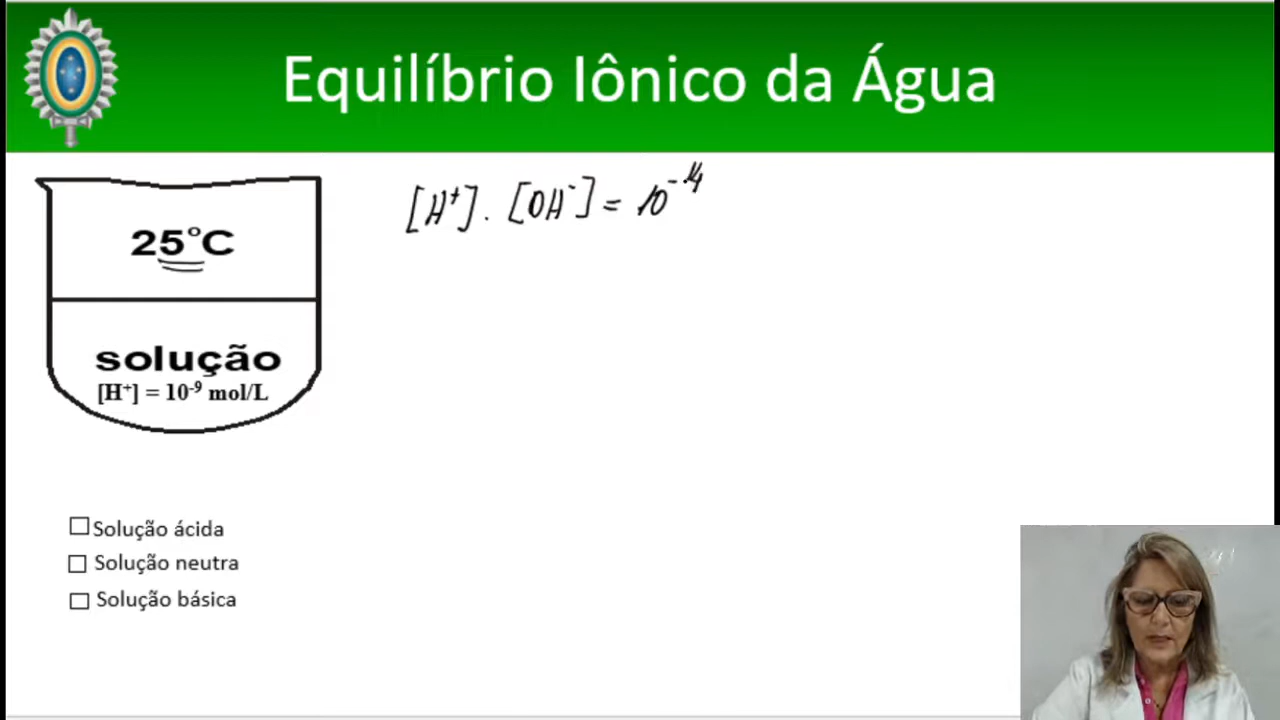 Equilíbrio Iônico da Água
[H⁺] . [OH⁻] = 10⁻¹⁴
25°C
solução
[H⁺] = 10⁻⁹ mol/L
Solução ácida
Solução neutra
Solução básica